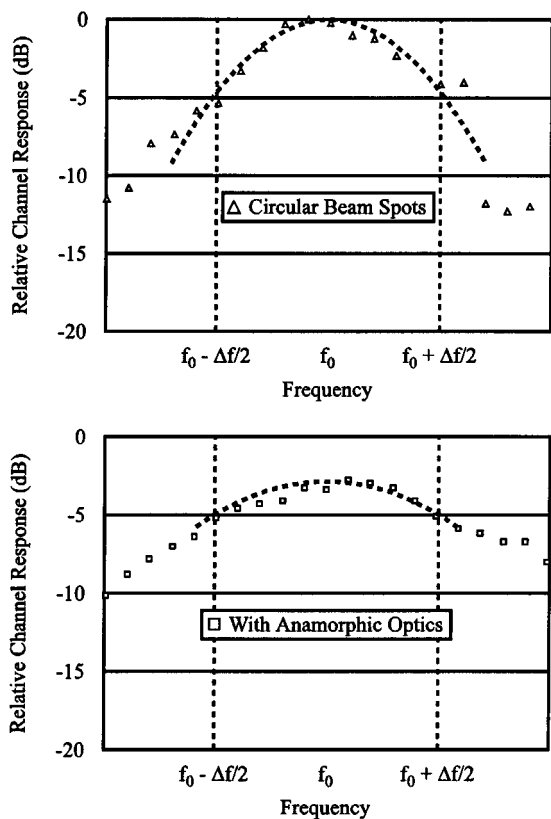 Relative Channel Response (dB)
0
-5
-10
-15
-20
△ Circular Beam Spots
f₀ - Δf/2
f₀
f₀ + Δf/2
Frequency
Relative Channel Response (dB)
0
-5
-10
-15
-20
□ With Anamorphic Optics
f₀ - Δf/2
f₀
f₀ + Δf/2
Frequency